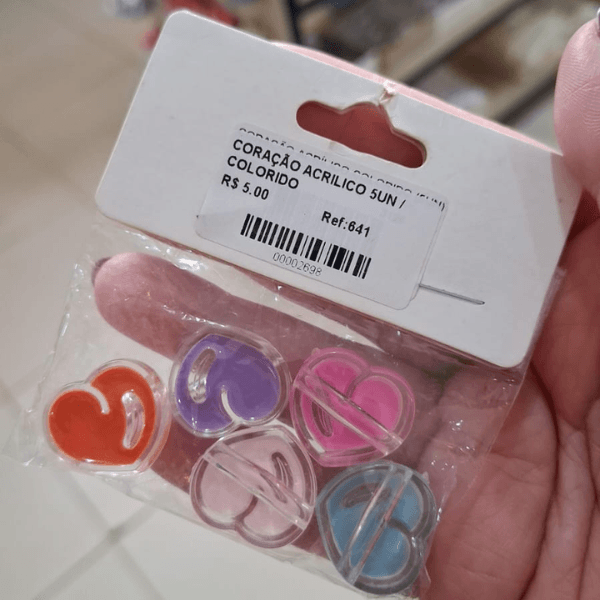 CORAÇÃO ACRILICO 5UN /
COLORIDO
R$ 5.00
Ref:641
00002698